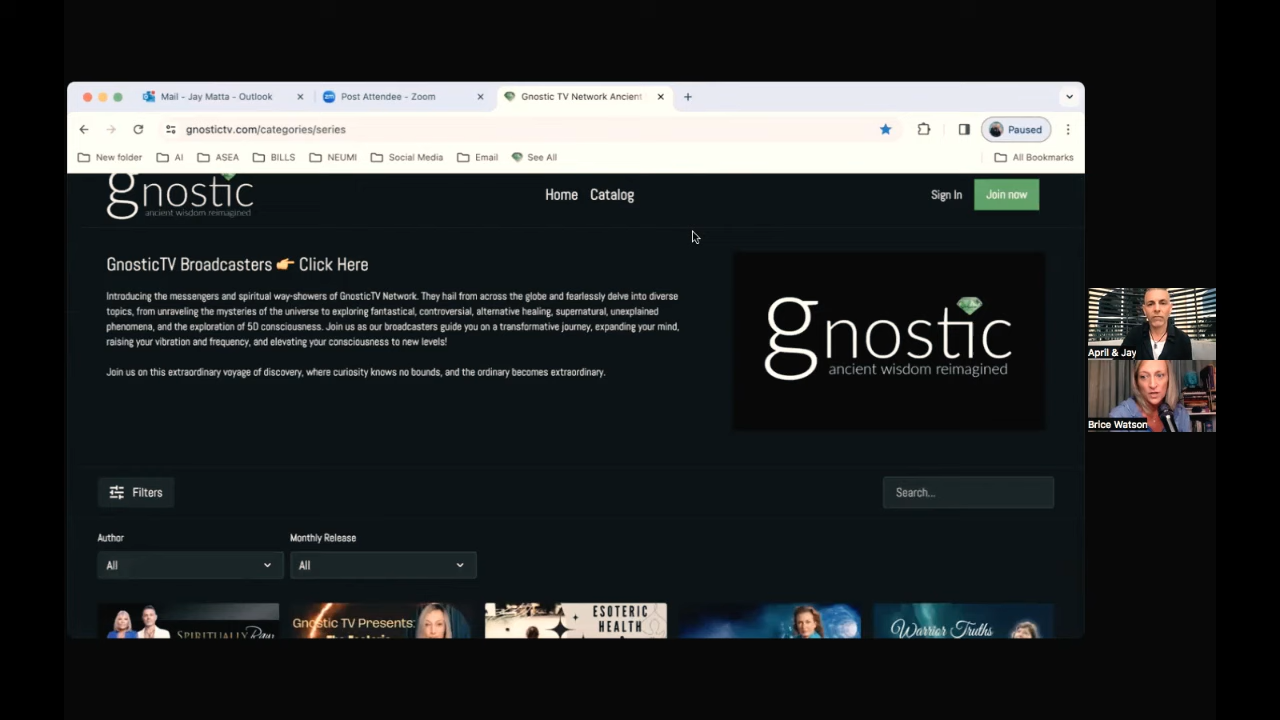 Mail - Jay Matta - Outlook
Post Attendee - Zoom
Gnostic TV Network Ancient
gnostictv.com/categories/series
Paused
New folder
AI
ASEA
BILLS
NEUMI
Social Media
Email
See All
All Bookmarks
gnostic
ancient wisdom reimagined
Home
Catalog
Sign In
Join now
GnosticTV Broadcasters 👉 Click Here
Introducing the messengers and spiritual way-showers of GnosticTV Network. They hail from across the globe and fearlessly delve into diverse
topics, from unraveling the mysteries of the universe to exploring fantastical, controversial, alternative healing, supernatural, unexplained
phenomena, and the exploration of 5D consciousness. Join us as our broadcasters guide you on a transformative journey, expanding your mind,
raising your vibration and frequency, and elevating your consciousness to new levels!
Join us on this extraordinary voyage of discovery, where curiosity knows no bounds, and the ordinary becomes extraordinary.
gnostic
ancient wisdom reimagined
April & Jay
Brice Watson
Filters
Search...
Author
Monthly Release
All
All
SPIRITUALLY
Gnostic TV Presents:
The Esoteric
ESOTERIC
HEALTH
Warrior Truths